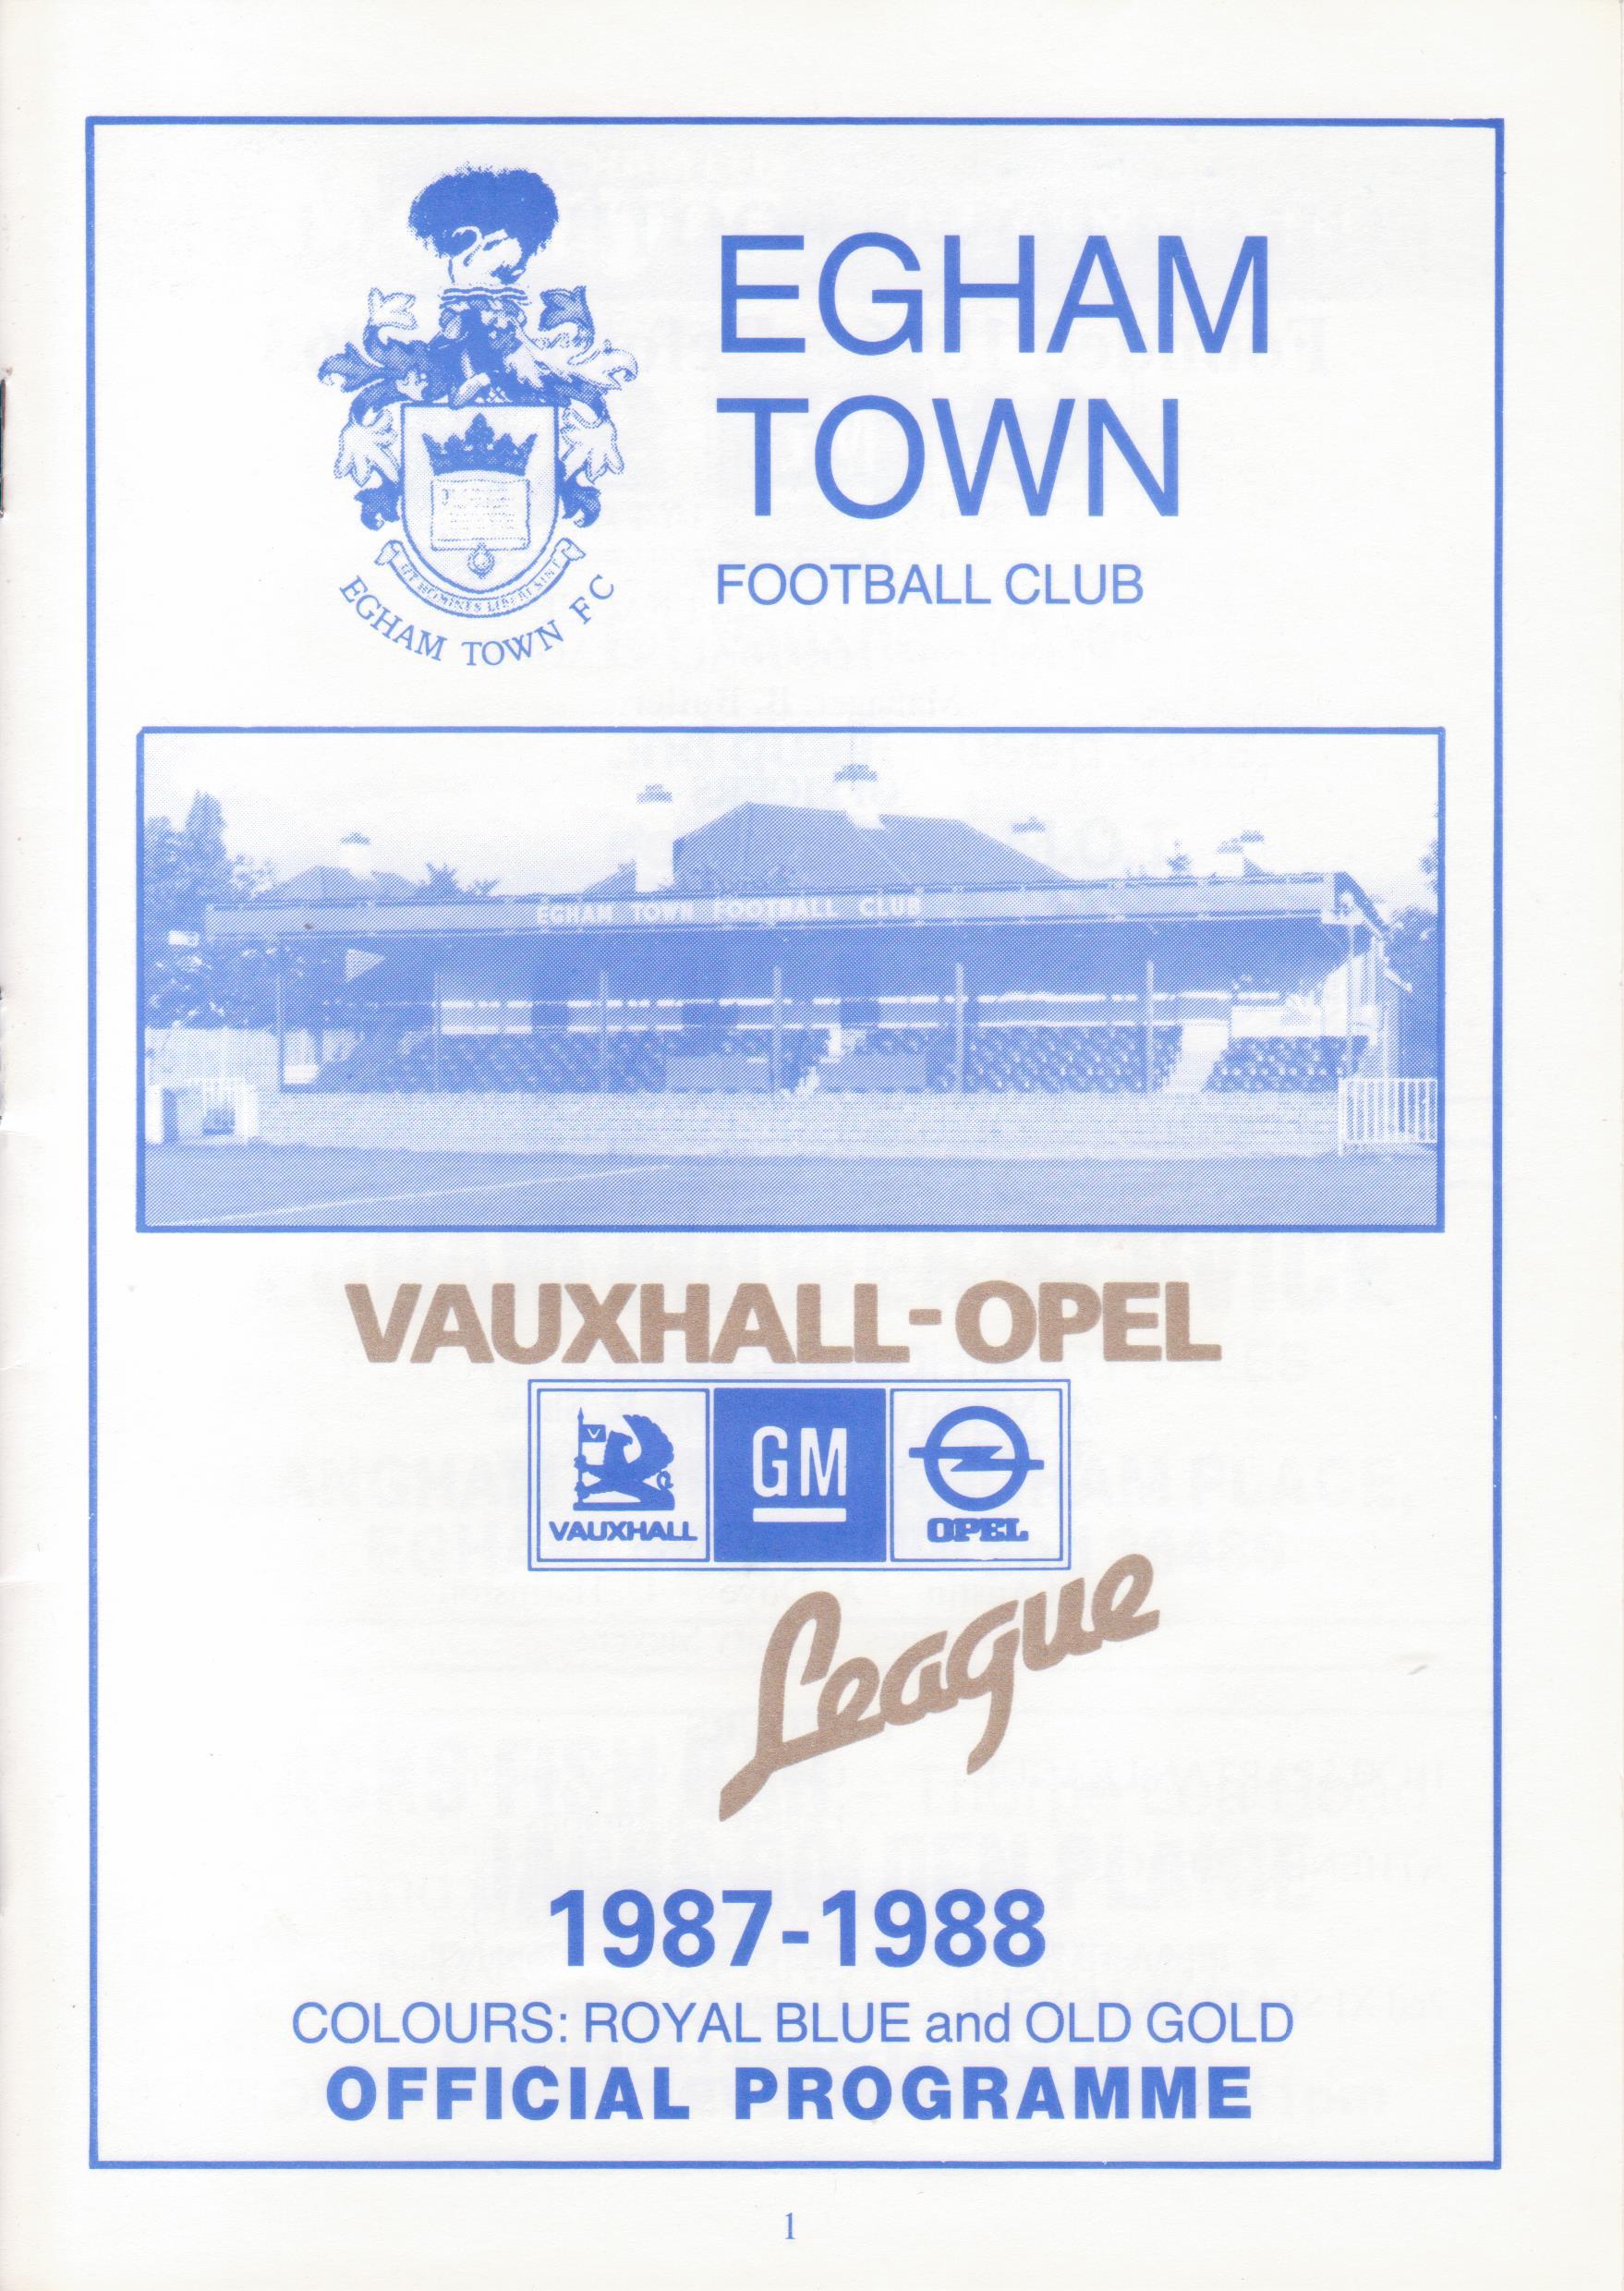 EGHAM
TOWN
FOOTBALL CLUB
EGHAM TOWN FC
EGHAM TOWN FOOTBALL CLUB
VAUXHALL-OPEL
V
VAUXHALL
GM
OPEL
League
1987-1988
COLOURS: ROYAL BLUE and OLD GOLD
OFFICIAL PROGRAMME
1